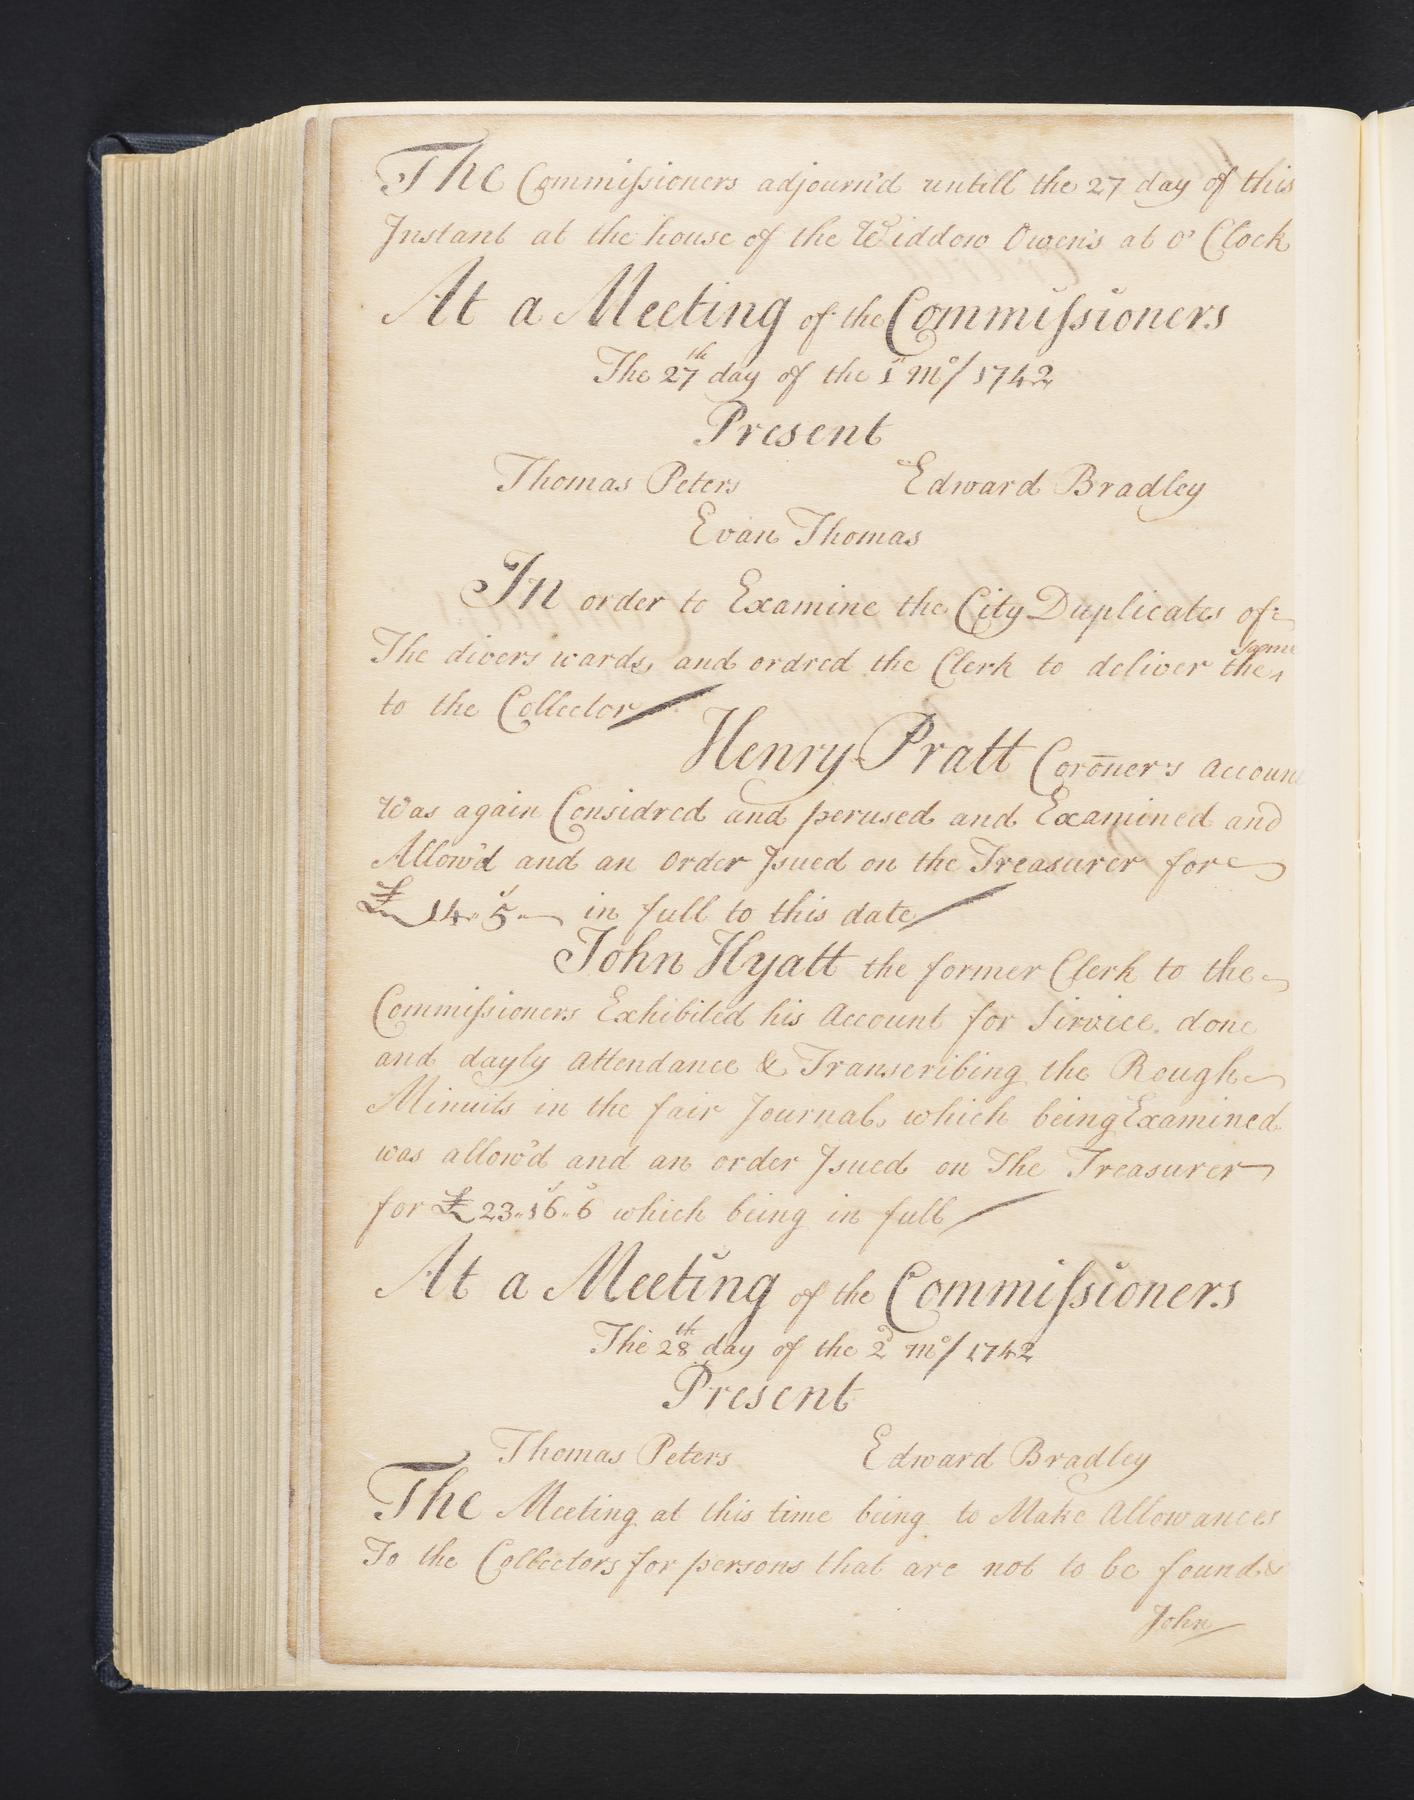 The Commiſsioners adjourn'd untill the 27 day of this
Instant at the house of the Widdow Owen's at o' Clock
At a Meeting of the Commiſsioners
The 27th day of the 1st mo/ 1742
Present
Thomas Peters Edward Bradley
Evan Thomas
In order to Examine the City Duplicates of
The divers wards, and ordred the Clerk to deliver the same
to the Collector
Henry Pratt Coroner's Accoun
Was again Considred and perused and Examined and
Allow'd and an Order Isued on the Treasurer for
£ 14 „ 5 „ — in full to this date
John Hyatt the former Clerk to the
Commiſsioners Exhibited his Account for Sirvice done
and dayly Attendance & Transcribing the Rough
Minuits in the fair Journal, which being Examined
was allow'd and an order Isued on The Treasurer
for £ 23 „ 16 „ 6 which being in full
At a Meeting of the Commiſsioners
The 28th day of the 2d mo/ 1742
Present
Thomas Peters Edward Bradley
The Meeting at this time being to Make Allowances
To the Collectors for persons that are not to be found &
John